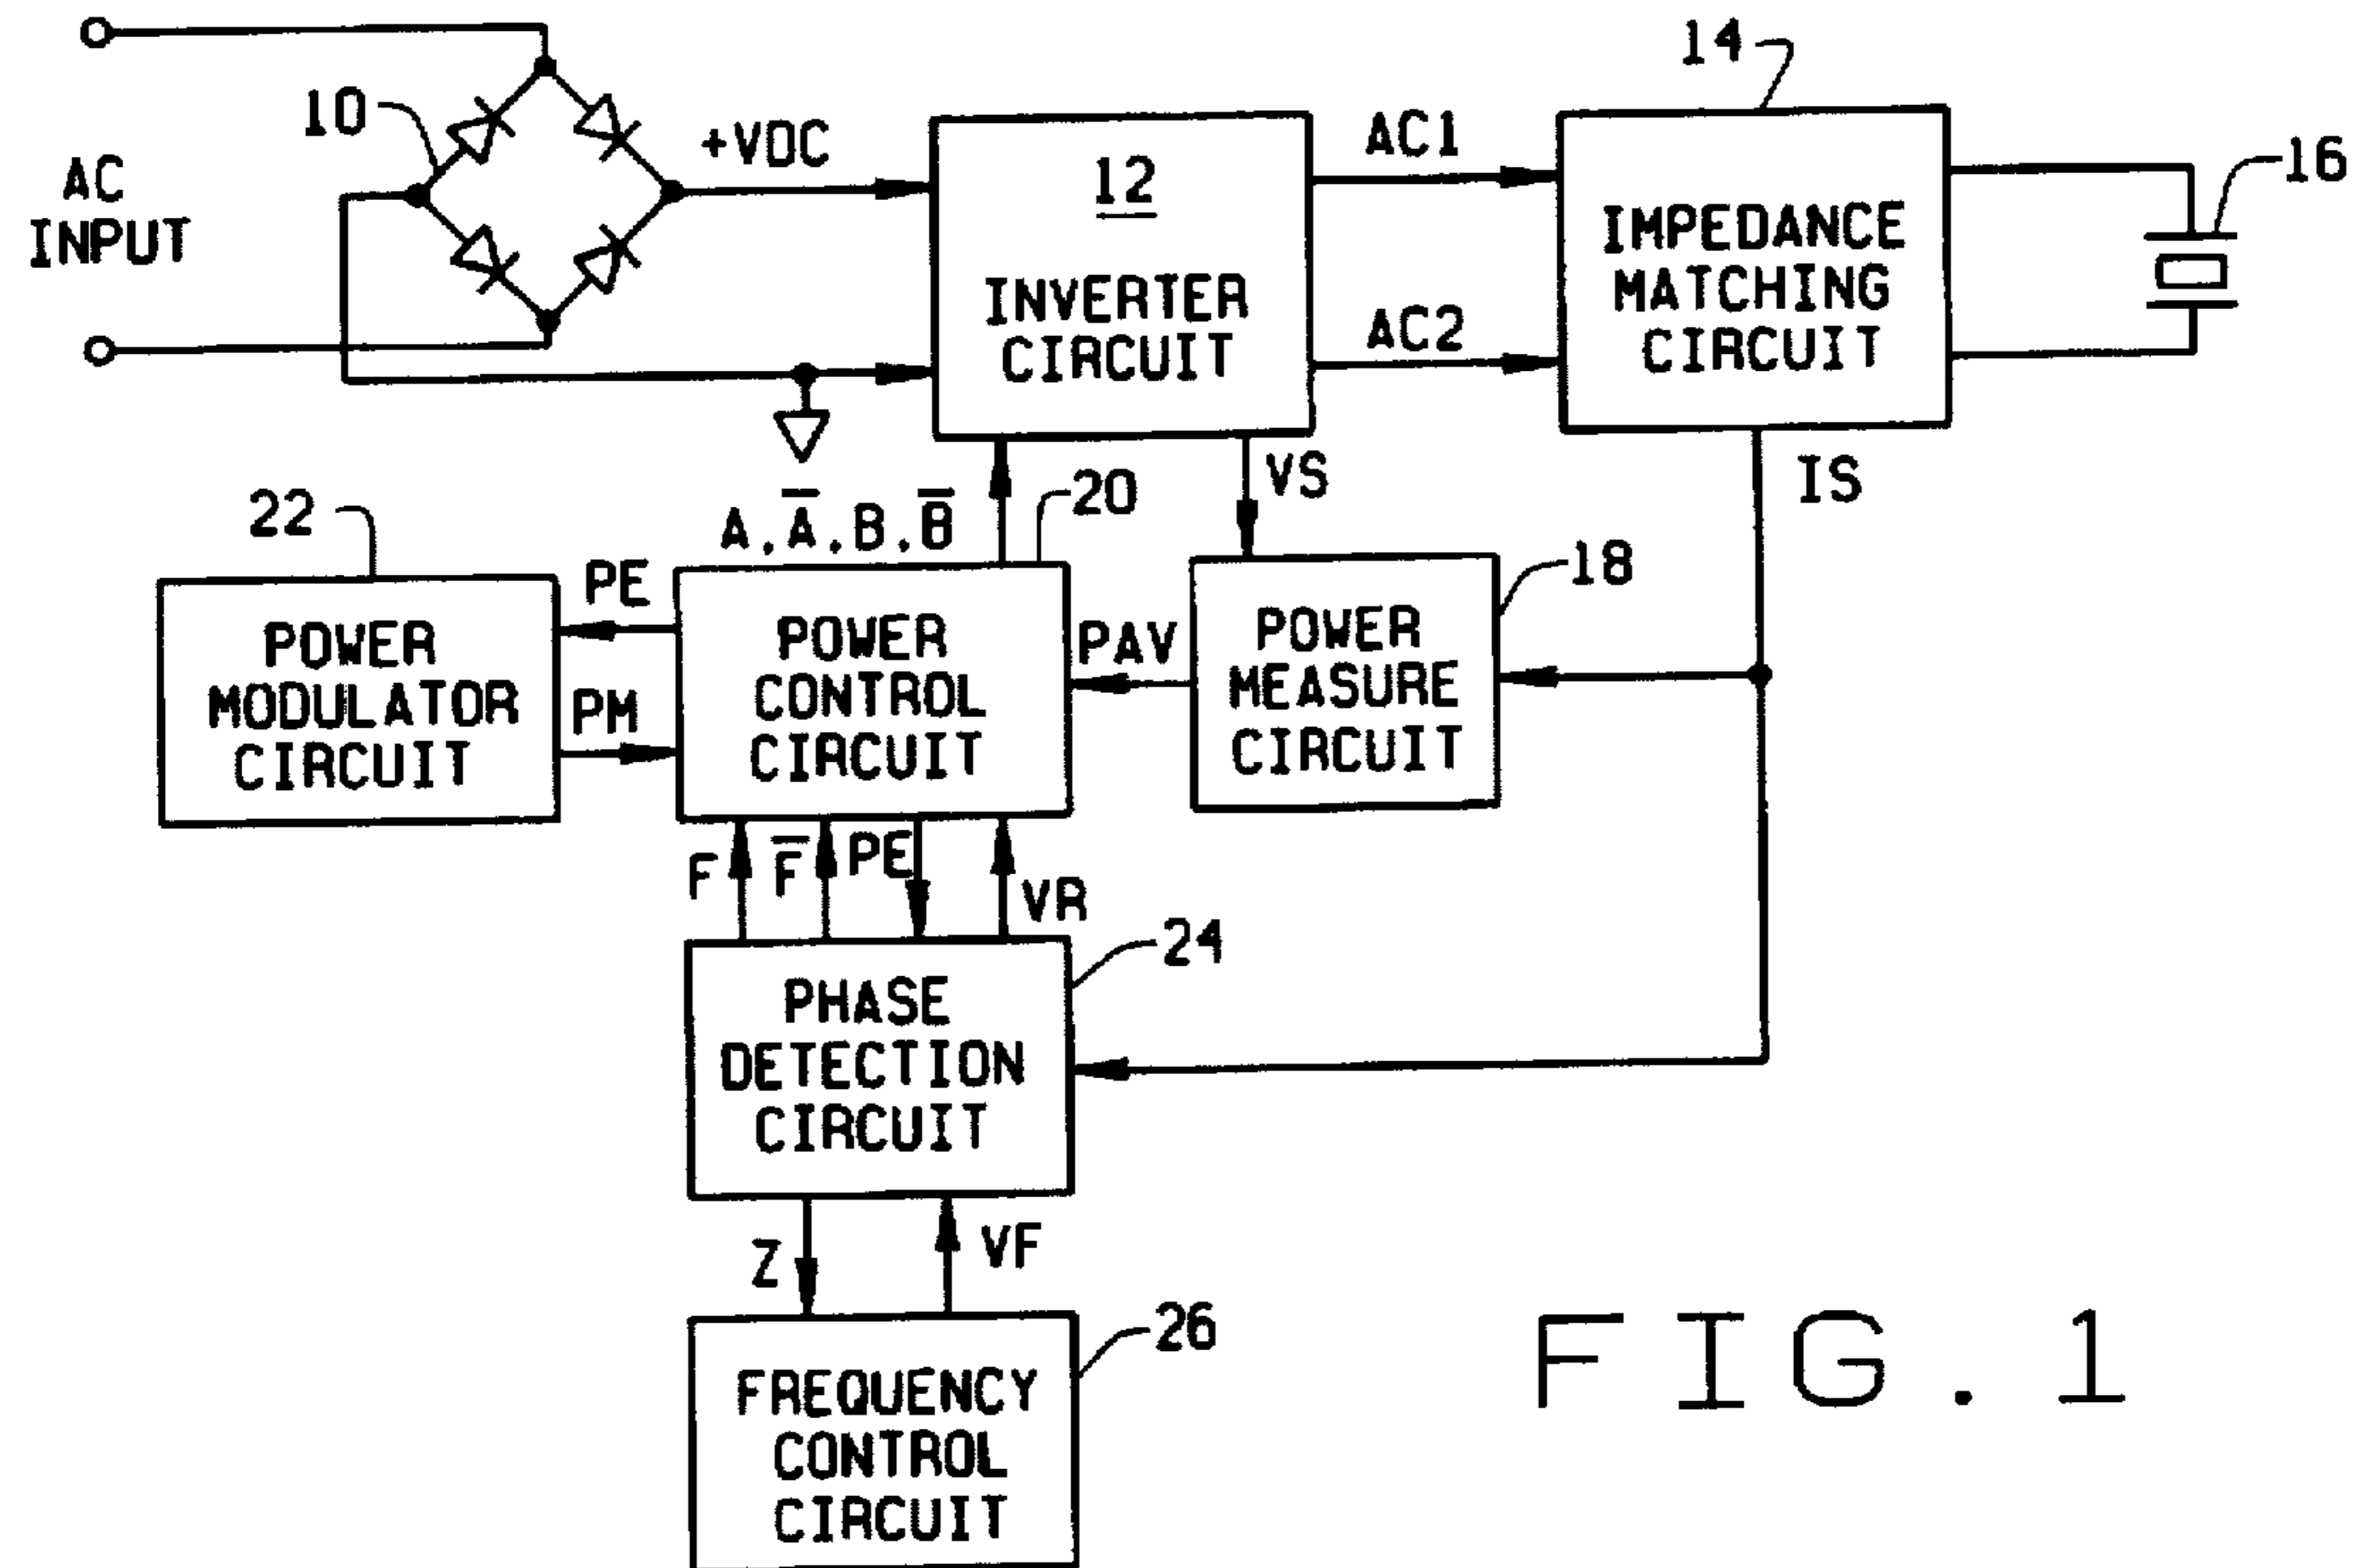 14
10
AC
INPUT
+VDC
12
INVERTER
CIRCUIT
AC1
AC2
IMPEDANCE
MATCHING
CIRCUIT
16
22
A,A̅,B,B̅
20
VS
IS
18
POWER
MODULATOR
CIRCUIT
PE
PM
POWER
CONTROL
CIRCUIT
PAV
POWER
MEASURE
CIRCUIT
F
F̅
PE
VR
24
PHASE
DETECTION
CIRCUIT
Z
VF
26
FREQUENCY
CONTROL
CIRCUIT
FIG.1